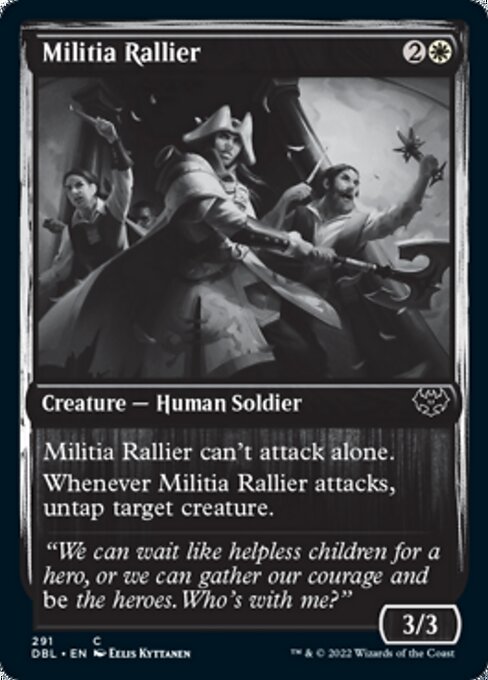 Militia Rallier 2
Creature — Human Soldier
Militia Rallier can't attack alone.
Whenever Militia Rallier attacks,
untap target creature.
"We can wait like helpless children for a
hero, or we can gather our courage and
be the heroes. Who's with me?"
3/3
291 C
DBL • EN Eelis Kyttanen
™ & © 2022 Wizards of the Coast